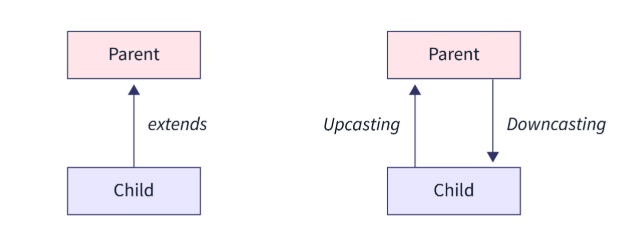 Parent
extends
Child
Parent
Upcasting
Downcasting
Child